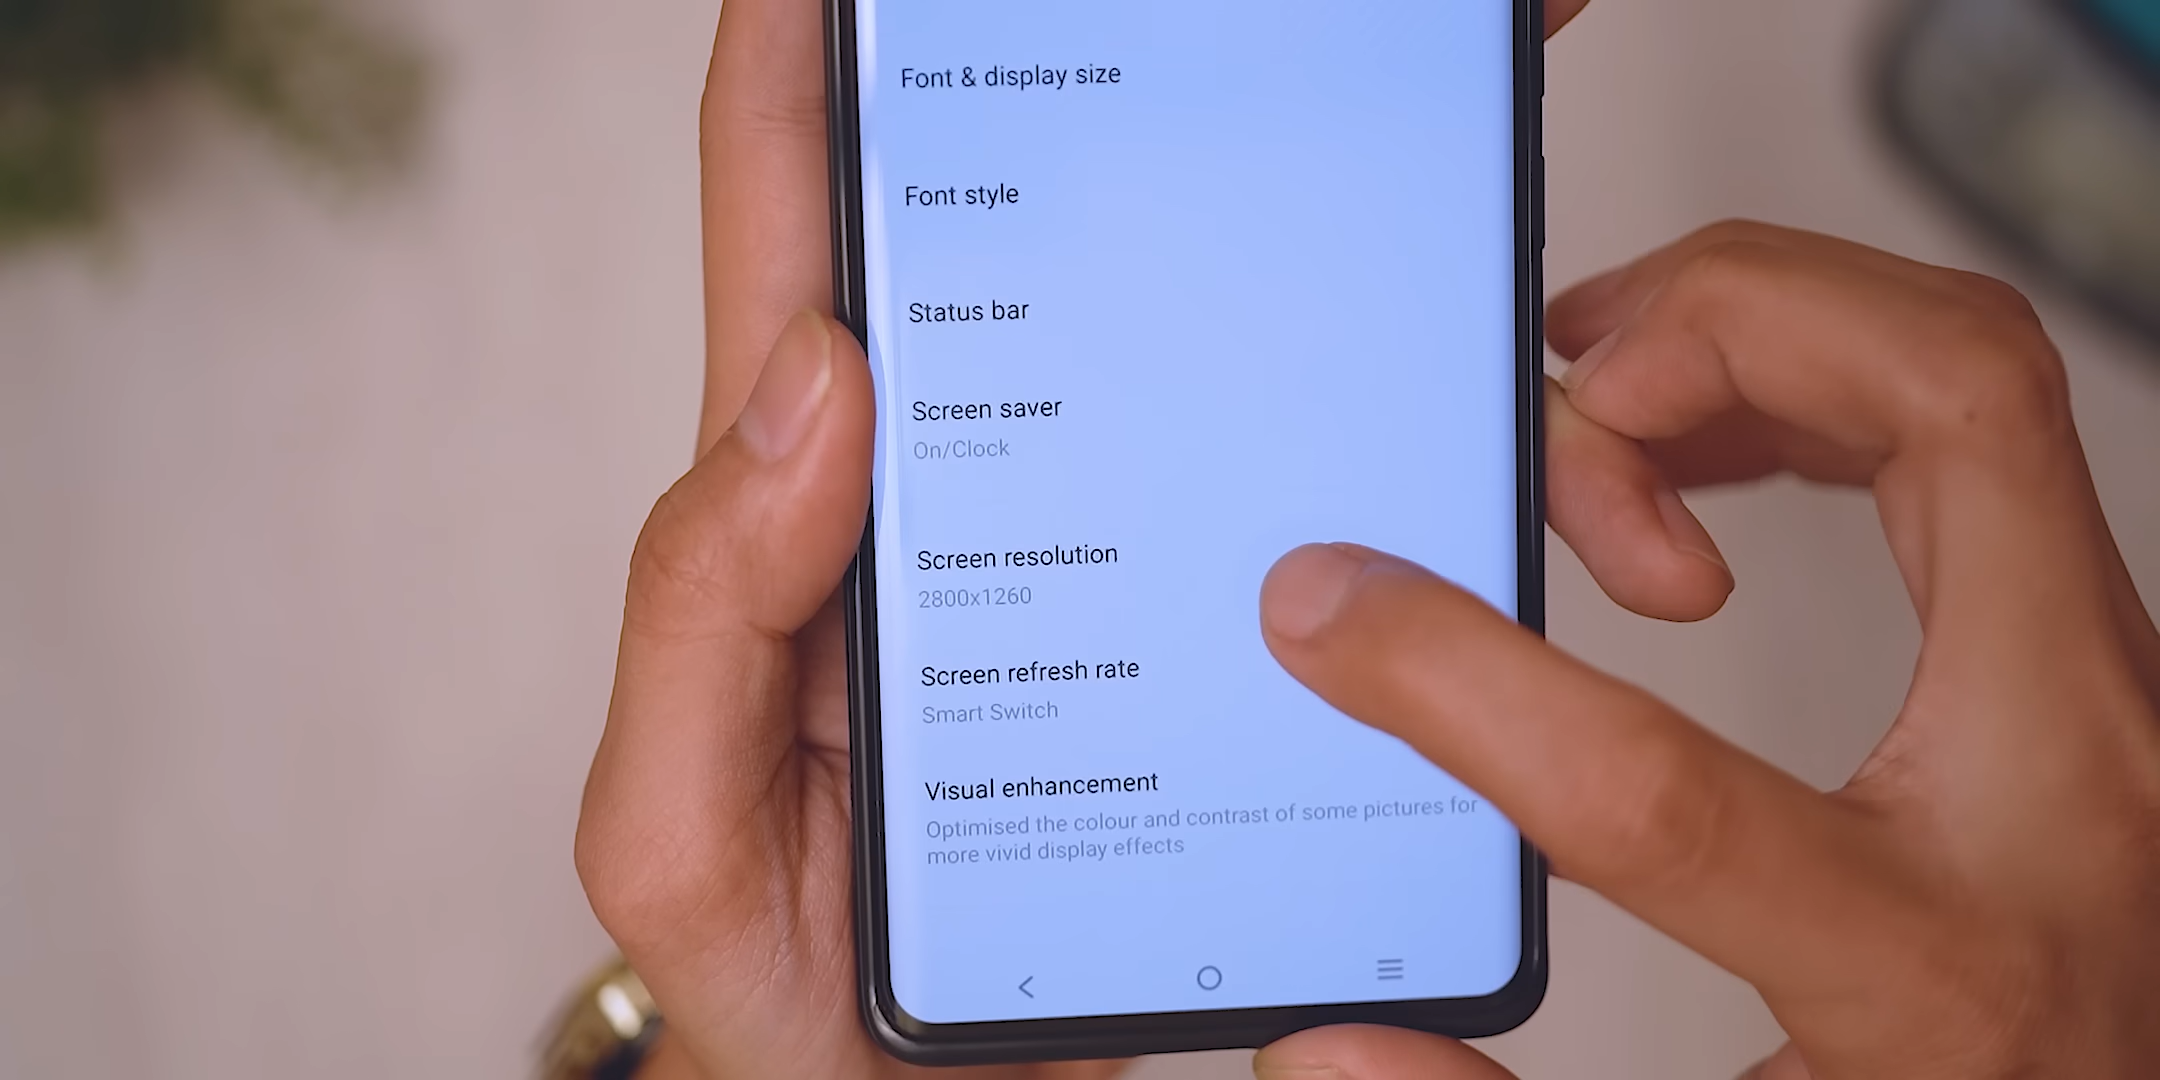 Font & display size
Font style
Status bar
Screen saver
On/Clock
Screen resolution
2800x1260
Screen refresh rate
Smart Switch
Visual enhancement
Optimised the colour and contrast of some pictures for
more vivid display effects